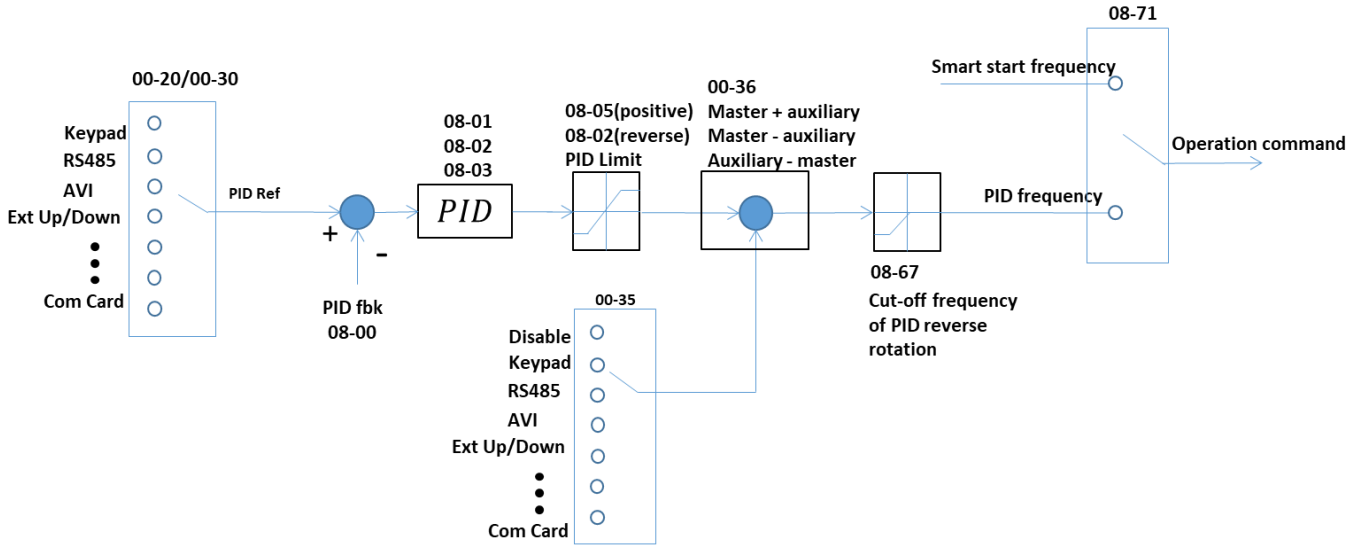 00-20/00-30
Keypad
RS485
AVI
Ext Up/Down
Com Card
PID Ref
+
-
PID fbk
08-00
08-01
08-02
08-03
PID
08-05(positive)
08-02(reverse)
PID Limit
00-36
Master + auxiliary
Master - auxiliary
Auxiliary - master
00-35
Disable
Keypad
RS485
AVI
Ext Up/Down
Com Card
08-67
Cut-off frequency
of PID reverse
rotation
08-71
Smart start frequency
PID frequency
Operation command